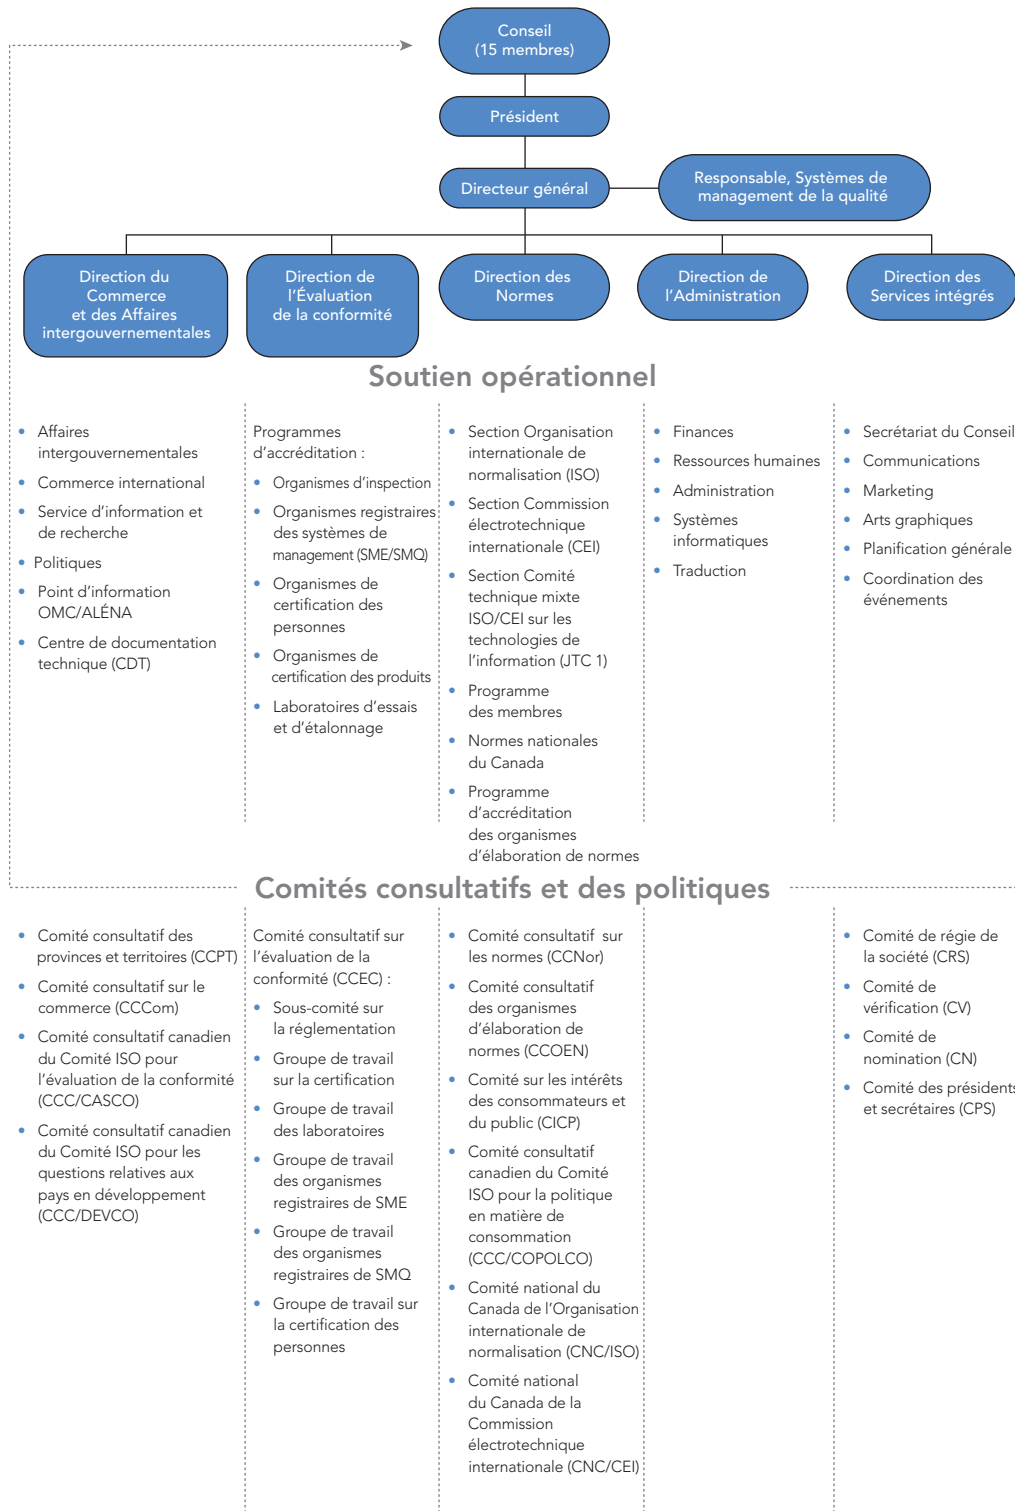 Conseil
(15 membres)
Président
Directeur général
Responsable, Systèmes de
management de la qualité
Direction du
Commerce
et des Affaires
intergouvernementales
Direction de
l'Évaluation
de la conformité
Direction des
Normes
Direction de
l'Administration
Direction des
Services intégrés
Soutien opérationnel
• Affaires
intergouvernementales
• Commerce international
• Service d'information et
de recherche
• Politiques
• Point d'information
OMC/ALÉNA
• Centre de documentation
technique (CDT)
Programmes
d'accréditation :
• Organismes d'inspection
• Organismes registraires
des systèmes de
management (SME/SMQ)
• Organismes de
certification des
personnes
• Organismes de
certification des produits
• Laboratoires d'essais
et d'étalonnage
• Section Organisation
internationale de
normalisation (ISO)
• Section Commission
électrotechnique
internationale (CEI)
• Section Comité
technique mixte
ISO/CEI sur les
technologies de
l'information (JTC 1)
• Programme
des membres
• Normes nationales
du Canada
• Programme
d'accréditation
des organismes
d'élaboration de normes
• Finances
• Ressources humaines
• Administration
• Systèmes
informatiques
• Traduction
• Secrétariat du Conseil
• Communications
• Marketing
• Arts graphiques
• Planification générale
• Coordination des
événements
Comités consultatifs et des politiques
• Comité consultatif des
provinces et territoires (CCPT)
• Comité consultatif sur le
commerce (CCCom)
• Comité consultatif canadien
du Comité ISO pour
l'évaluation de la conformité
(CCC/CASCO)
• Comité consultatif canadien
du Comité ISO pour les
questions relatives aux
pays en développement
(CCC/DEVCO)
Comité consultatif sur
l'évaluation de la
conformité (CCEC) :
• Sous-comité sur
la réglementation
• Groupe de travail
sur la certification
• Groupe de travail
des laboratoires
• Groupe de travail
des organismes
registraires de SME
• Groupe de travail
des organismes
registraires de SMQ
• Groupe de travail sur
la certification des
personnes
• Comité consultatif sur
les normes (CCNor)
• Comité consultatif
des organismes
d'élaboration de
normes (CCOEN)
• Comité sur les intérêts
des consommateurs et
du public (CICP)
• Comité consultatif
canadien du Comité
ISO pour la politique
en matière de
consommation
(CCC/COPOLCO)
• Comité national du
Canada de l'Organisation
internationale de
normalisation (CNC/ISO)
• Comité national
du Canada de la
Commission
électrotechnique
internationale (CNC/CEI)
• Comité de régie de
la société (CRS)
• Comité de
vérification (CV)
• Comité de
nomination (CN)
• Comité des présidents
et secrétaires (CPS)